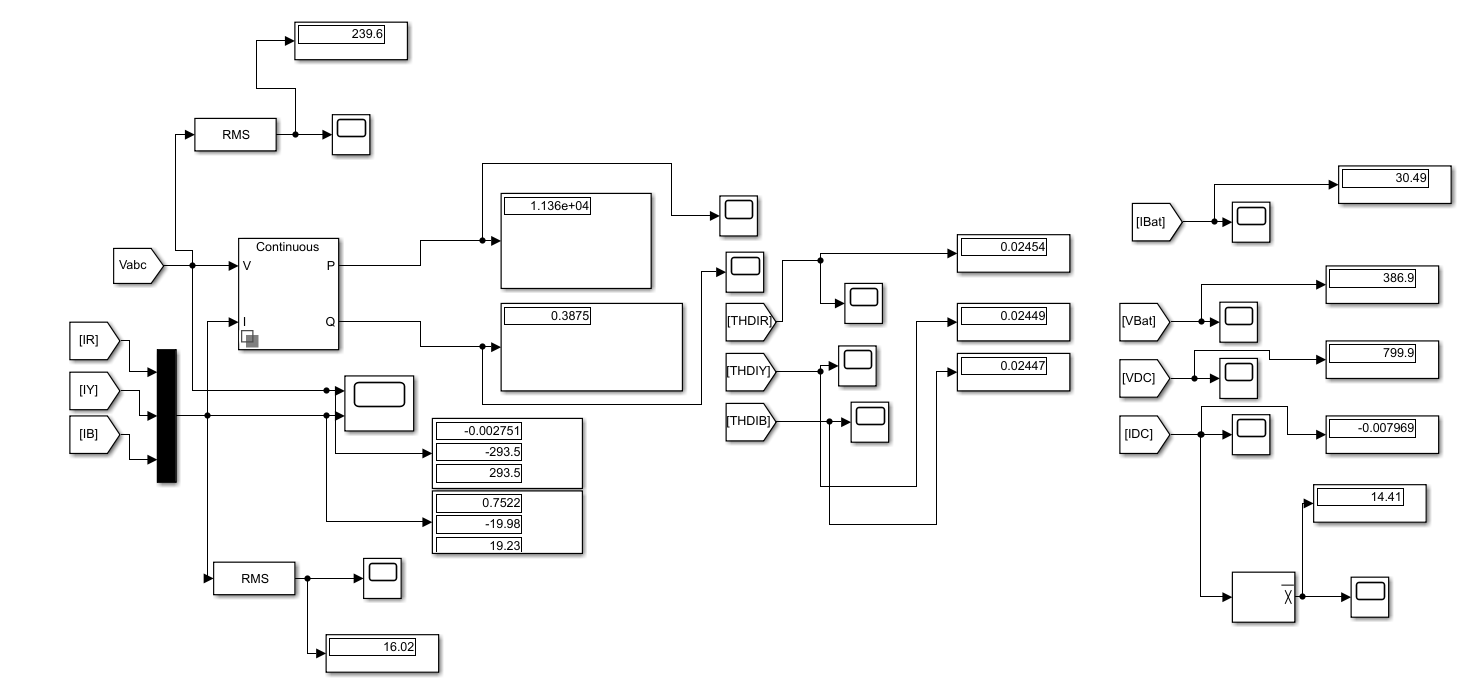 239.6
RMS
Continuous
Vabc
V
P
I
Q
1.136e+04
0.3875
[IR]
[IY]
[IB]
-0.002751
-293.5
293.5
0.7522
-19.98
19.23
RMS
16.02
[THDIR]
[THDIY]
[THDIB]
0.02454
0.02449
0.02447
[IBat]
30.49
[VBat]
386.9
[VDC]
799.9
[IDC]
-0.007969
14.41
X